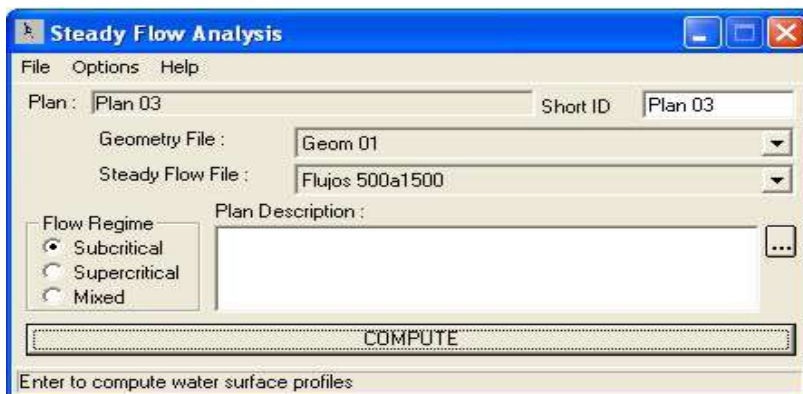 Steady Flow Analysis
File Options Help
Plan : Plan 03 Short ID Plan 03
Geometry File : Geom 01
Steady Flow File : Flujos 500a1500
Plan Description :
Flow Regime
Subcritical
Supercritical
Mixed
...
COMPUTE
Enter to compute water surface profiles